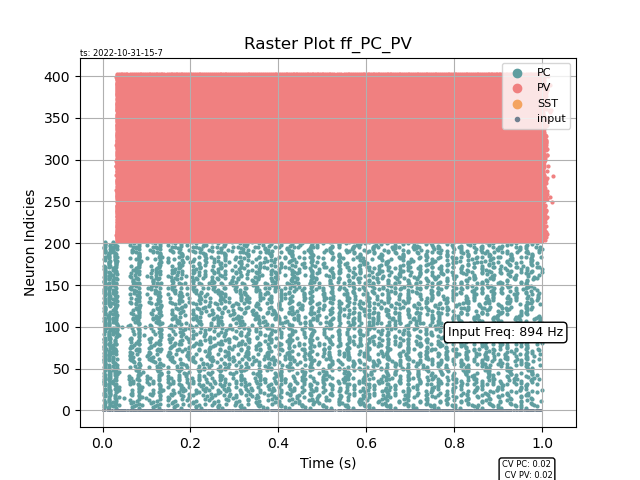 ts: 2022-10-31-15-7
Raster Plot ff_PC_PV
PC
PV
SST
input
400
350
300
250
200
150
100
50
0
Neuron Indicies
Input Freq: 894 Hz
0.0 0.2 0.4 0.6 0.8 1.0
Time (s)
CV PC: 0.02
CV PV: 0.02